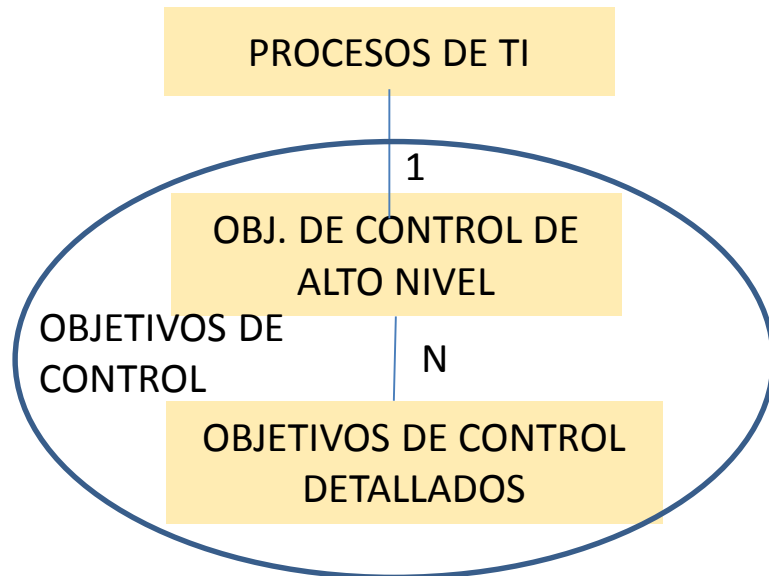 PROCESOS DE TI
1
OBJ. DE CONTROL DE
ALTO NIVEL
OBJETIVOS DE
CONTROL
N
OBJETIVOS DE CONTROL
DETALLADOS